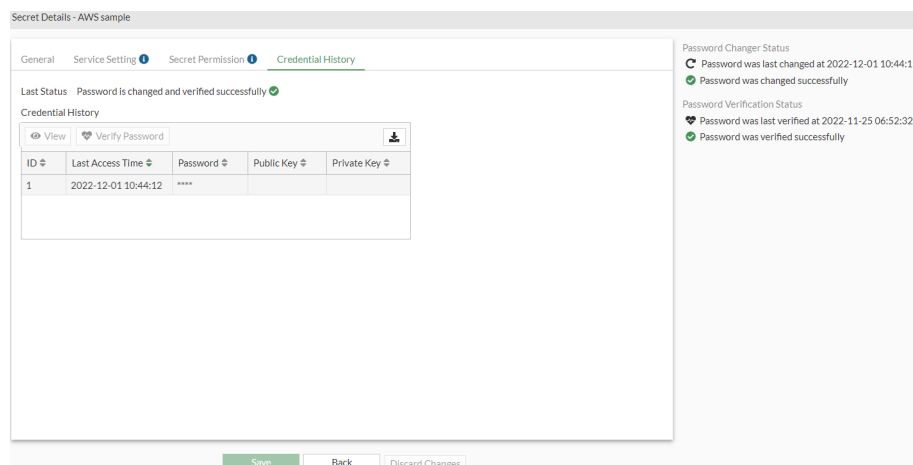 Secret Details - AWS sample
General Service Setting Secret Permission Credential History
Last Status Password is changed and verified successfully
Credential History
View Verify Password
ID Last Access Time Password Public Key Private Key
1 2022-12-01 10:44:12 ****
Password Changer Status
Password was last changed at 2022-12-01 10:44:1
Password was changed successfully
Password Verification Status
Password was last verified at 2022-11-25 06:52:32
Password was verified successfully
Save Back Discard Changes